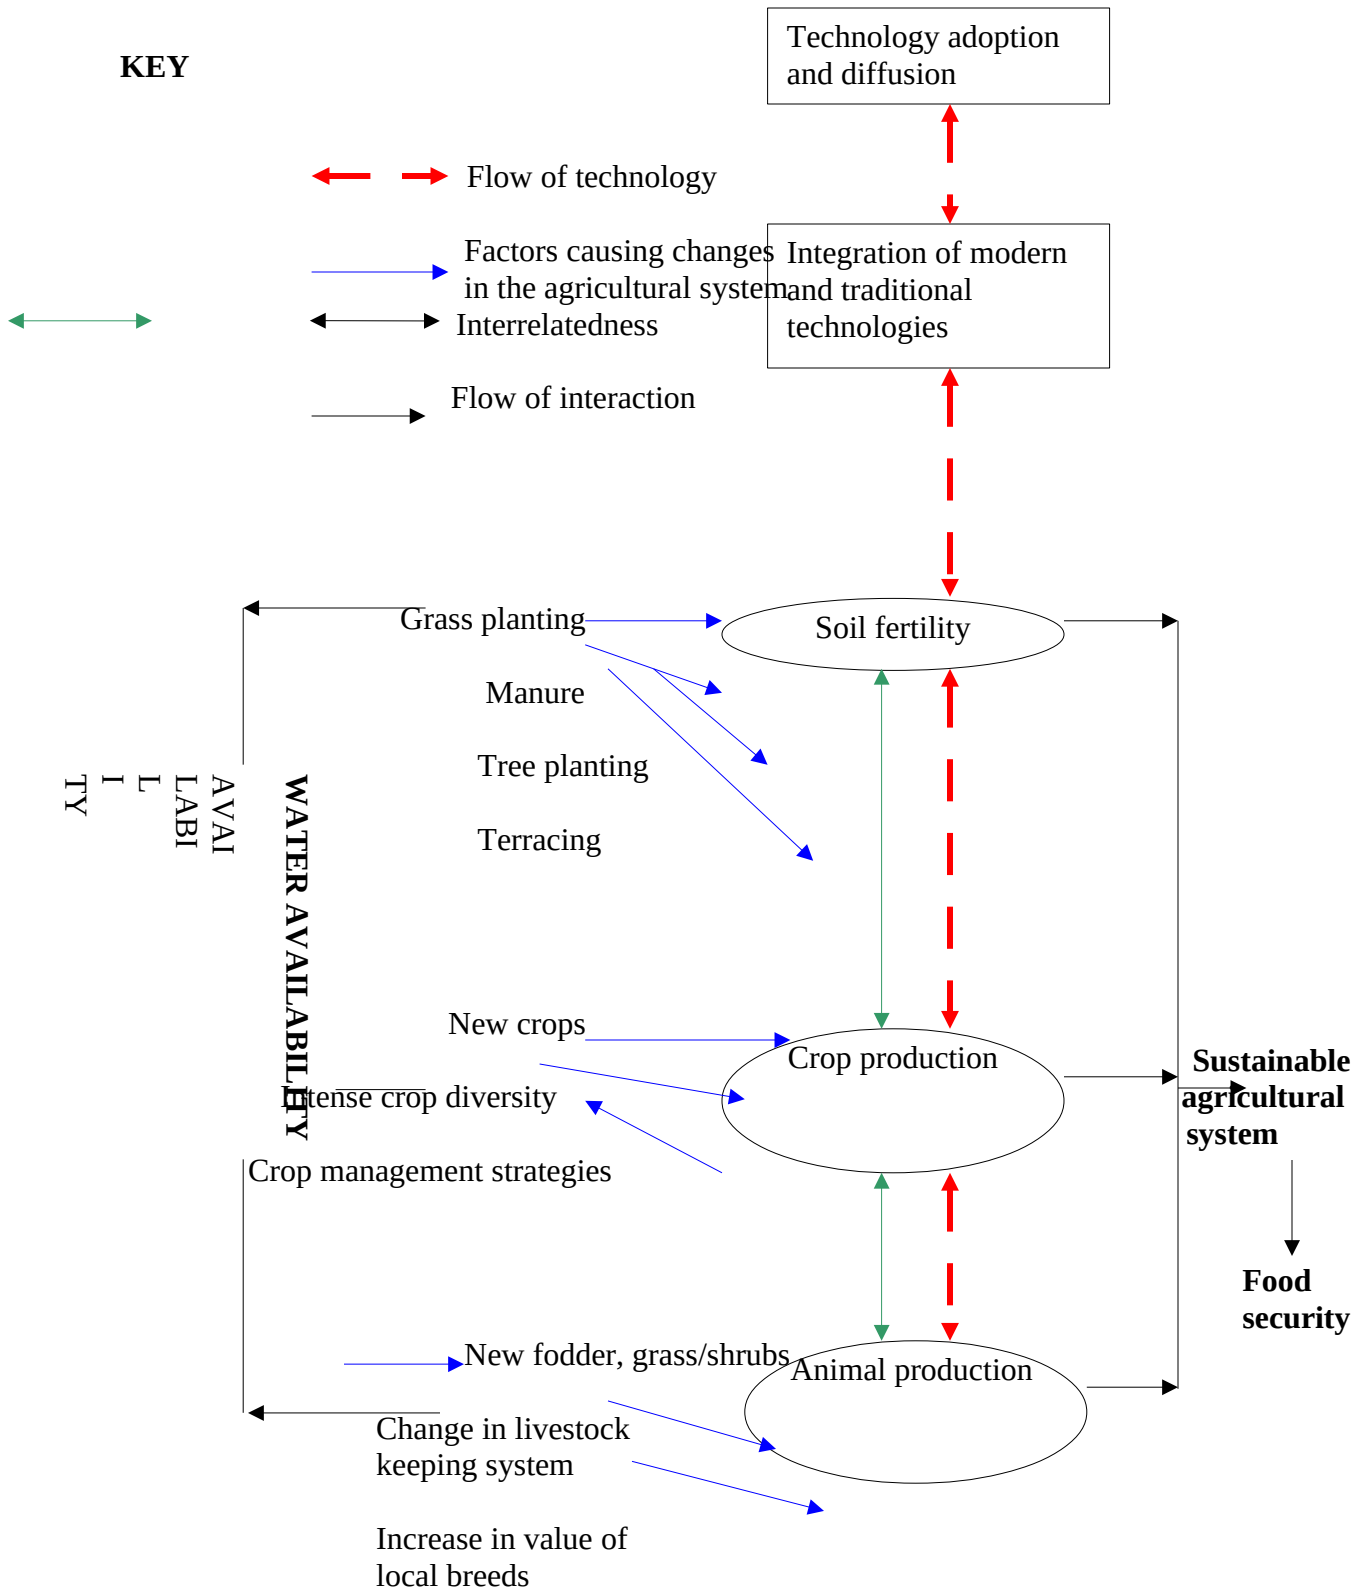 Technology adoption
and diffusion
KEY
Flow of technology
Factors causing changes
in the agricultural system
Integration of modern
and traditional
technologies
Interrelatedness
Flow of interaction
Grass planting
Soil fertility
Manure
Tree planting
Terracing
AVAI
LABI
L
I
TY
WATER AVAILABILITY
New crops
Crop production
Intense crop diversity
Crop management strategies
Sustainable
agricultural
system
Food
security
New fodder, grass/shrubs
Animal production
Change in livestock
keeping system
Increase in value of
local breeds